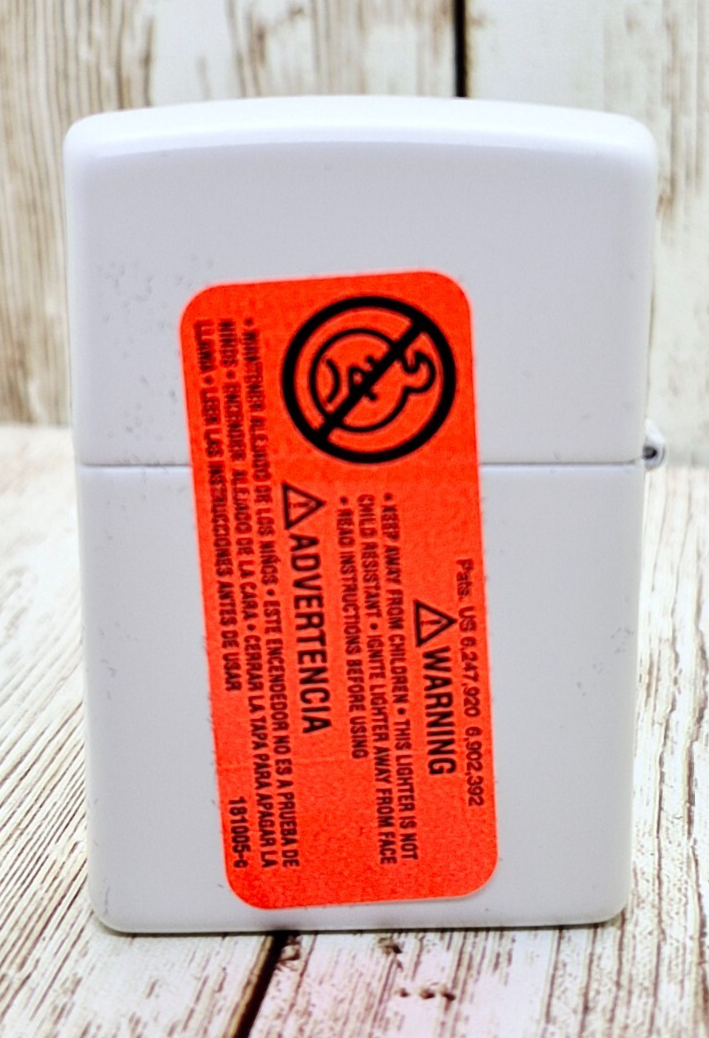 Pats. US 6,247,920 6,902,392
⚠WARNING
• KEEP AWAY FROM CHILDREN • THIS LIGHTER IS NOT
CHILD RESISTANT • IGNITE LIGHTER AWAY FROM FACE
• READ INSTRUCTIONS BEFORE USING
⚠ADVERTENCIA
• MANTENER ALEJADO DE LOS NIÑOS • ESTE ENCENDEDOR NO ES A PRUEBA DE
NIÑOS • ENCENDER ALEJADO DE LA CARA • CERRAR LA TAPA PARA APAGAR LA
LLAMA • LEER LAS INSTRUCCIONES ANTES DE USAR
181005-c